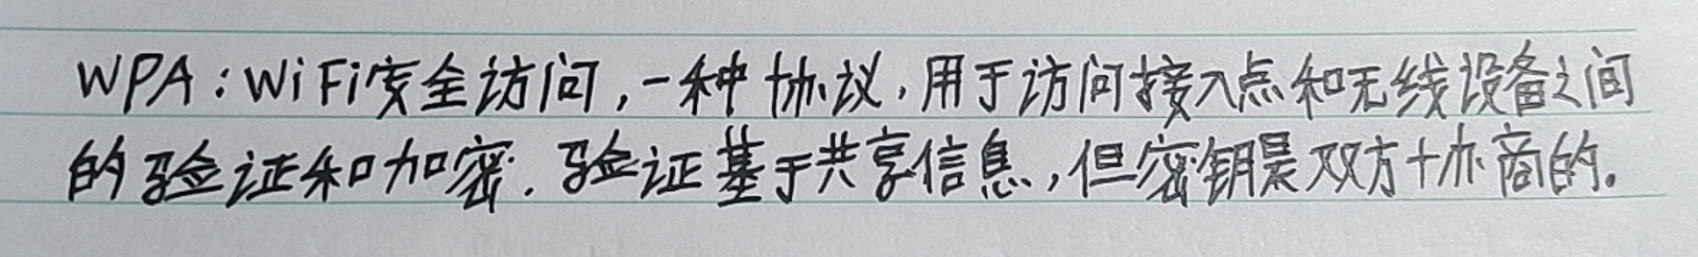 WPA：WiFi安全访问，一种协议，用于访问接入点和无线设备之间
的验证和加密．验证基于共享信息，但密钥是双方协商的。